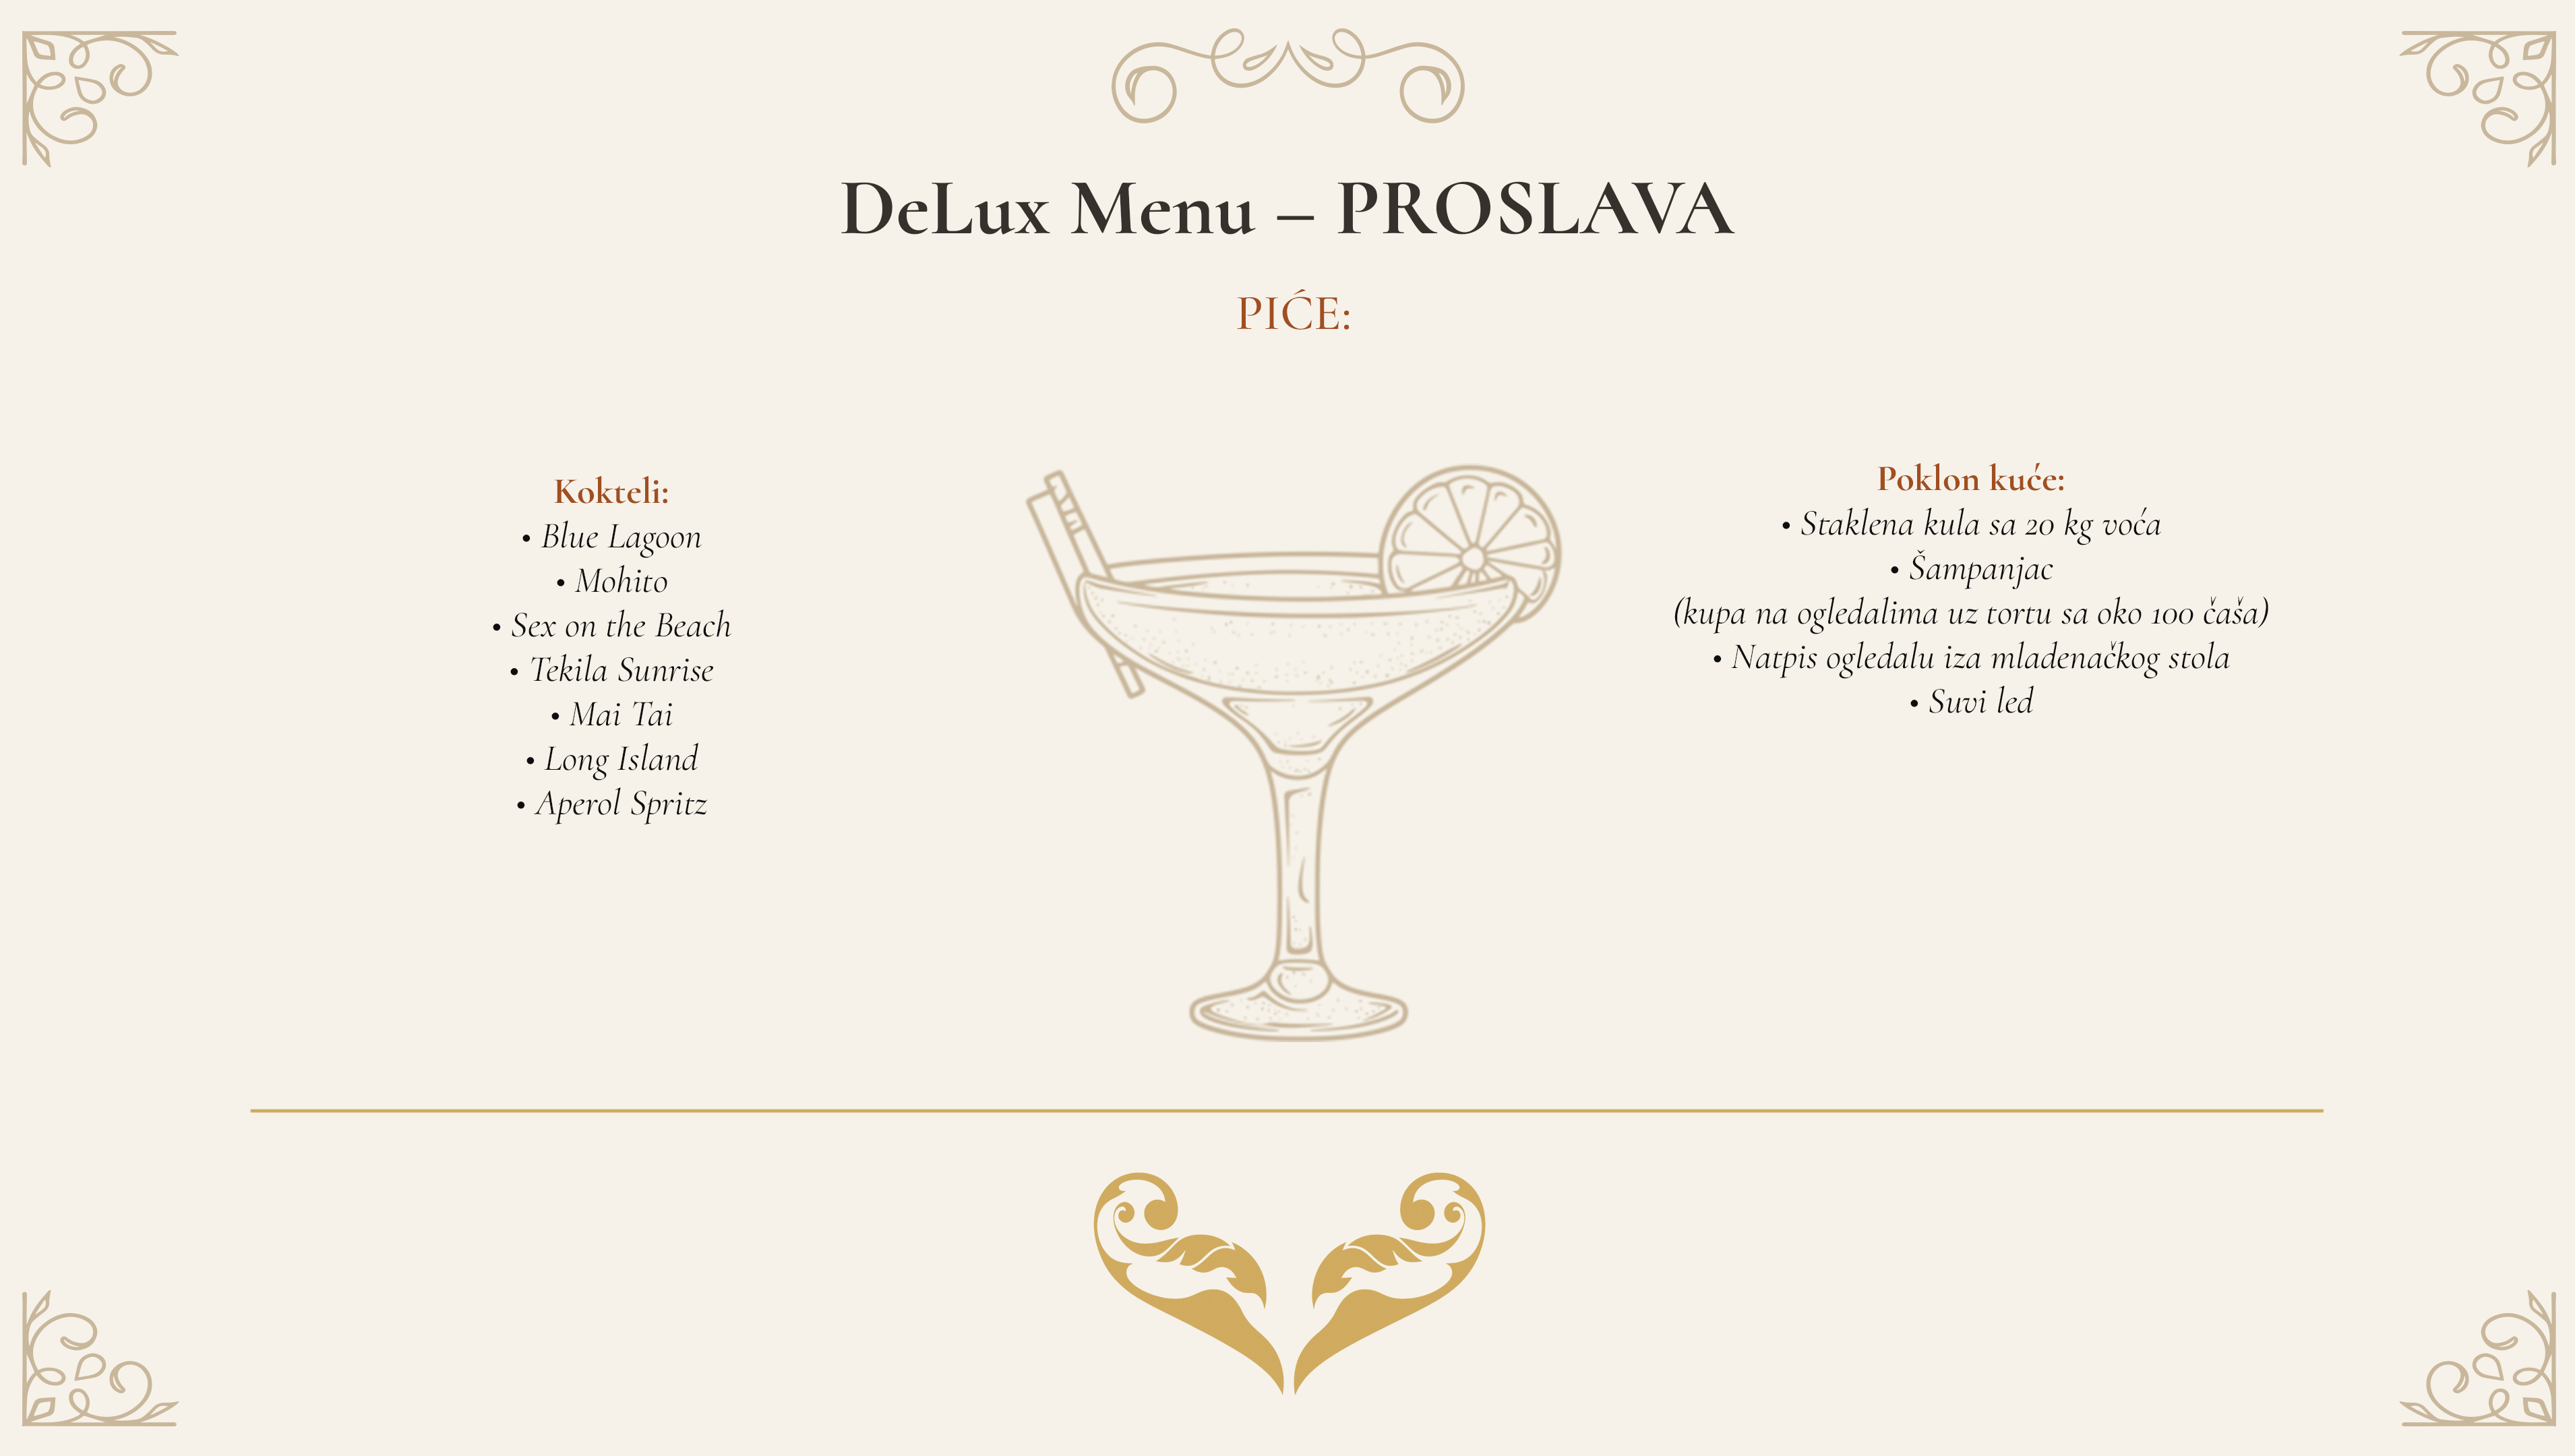 DeLux Menu – PROSLAVA
PIĆE:
Kokteli:
• Blue Lagoon
• Mohito
• Sex on the Beach
• Tekila Sunrise
• Mai Tai
• Long Island
• Aperol Spritz
Poklon kuće:
• Staklena kula sa 20 kg voća
• Šampanjac
(kupa na ogledalima uz tortu sa oko 100 čaša)
• Natpis ogledalu iza mladenačkog stola
• Suvi led